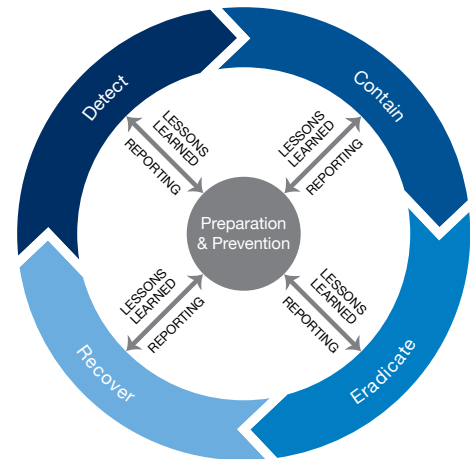 Detect
Contain
LESSONS
LEARNED
REPORTING
LESSONS
LEARNED
REPORTING
Preparation
& Prevention
LESSONS
LEARNED
REPORTING
LESSONS
LEARNED
REPORTING
Recover
Eradicate